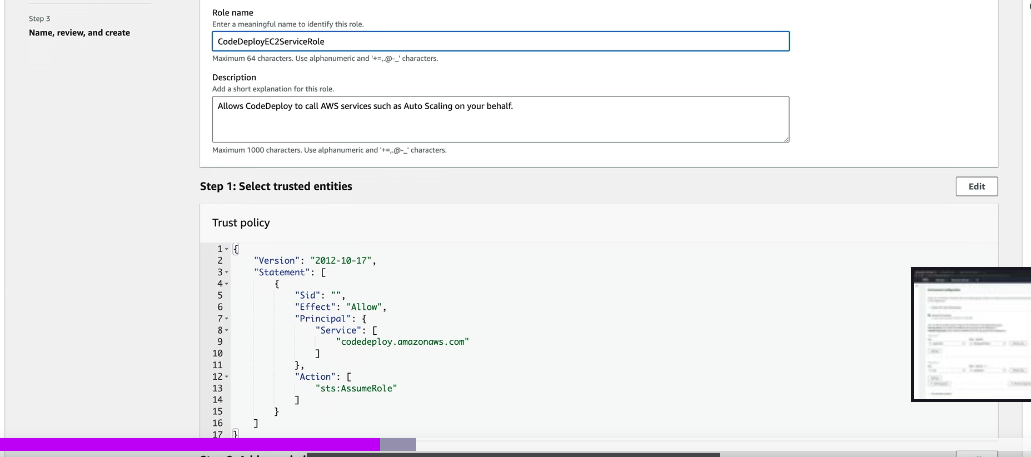 Step 3
Name, review, and create
Role name
Enter a meaningful name to identify this role.
CodeDeployEC2ServiceRole
Maximum 64 characters. Use alphanumeric and '+=,.@-_' characters.
Description
Add a short explanation for this role.
Allows CodeDeploy to call AWS services such as Auto Scaling on your behalf.
Maximum 1000 characters. Use alphanumeric and '+=,.@-_' characters.
Step 1: Select trusted entities
Edit
Trust policy
1 {
2 "Version": "2012-10-17",
3 "Statement": [
4 {
5 "Sid": "",
6 "Effect": "Allow",
7 "Principal": {
8 "Service": [
9 "codedeploy.amazonaws.com"
10 ]
11 },
12 "Action": [
13 "sts:AssumeRole"
14 ]
15 }
16 ]
17 }